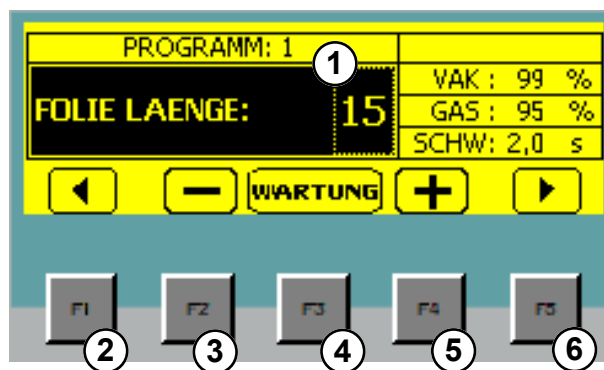 PROGRAMM: 1
1
FOLIE LAENGE: 15
VAK : 99 %
GAS : 95 %
SCHW: 2,0 s
WARTUNG
F1 F2 F3 F4 F5
2 3 4 5 6